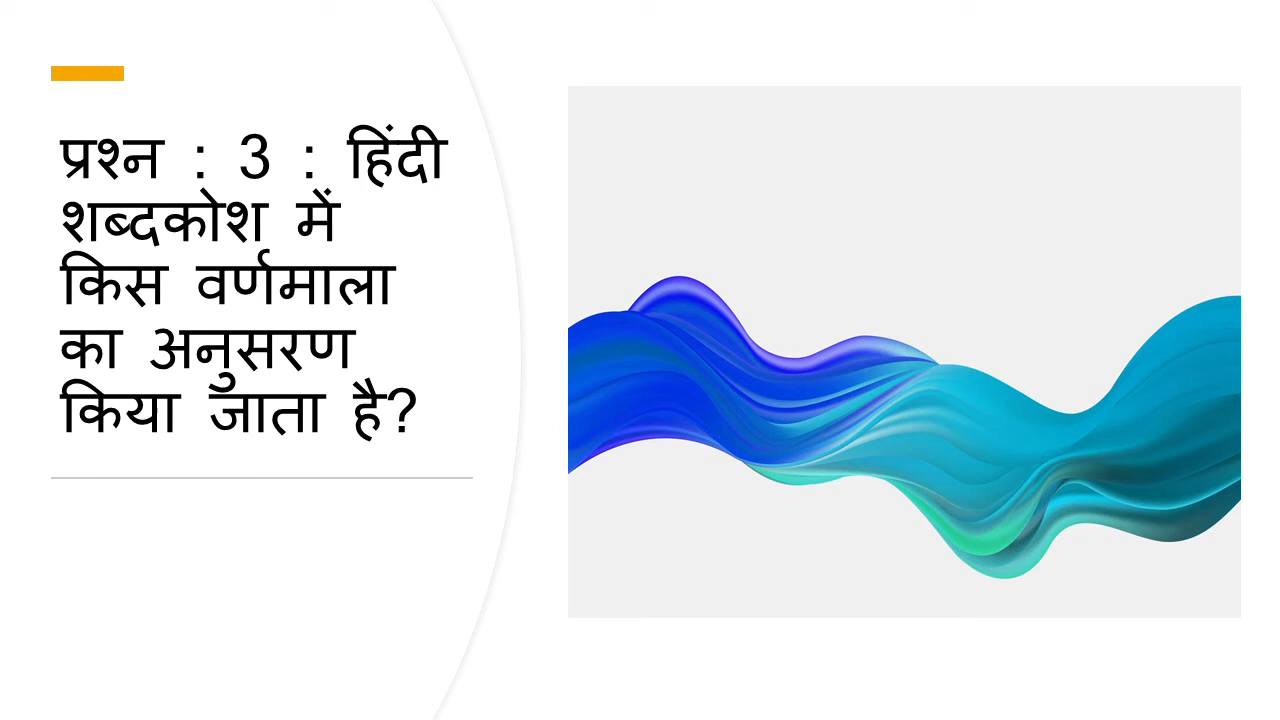 प्रश्न : 3 : हिंदी
शब्दकोश में
किस वर्णमाला
का अनुसरण
किया जाता है?